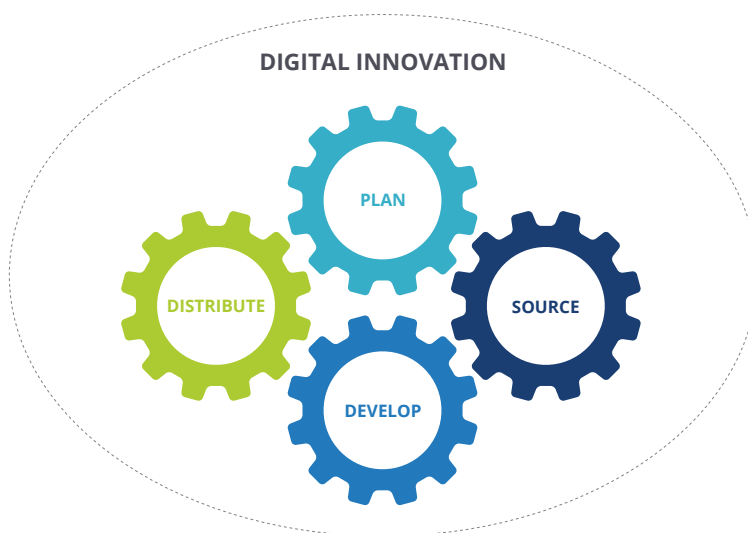 DIGITAL INNOVATION
PLAN
DISTRIBUTE
SOURCE
DEVELOP